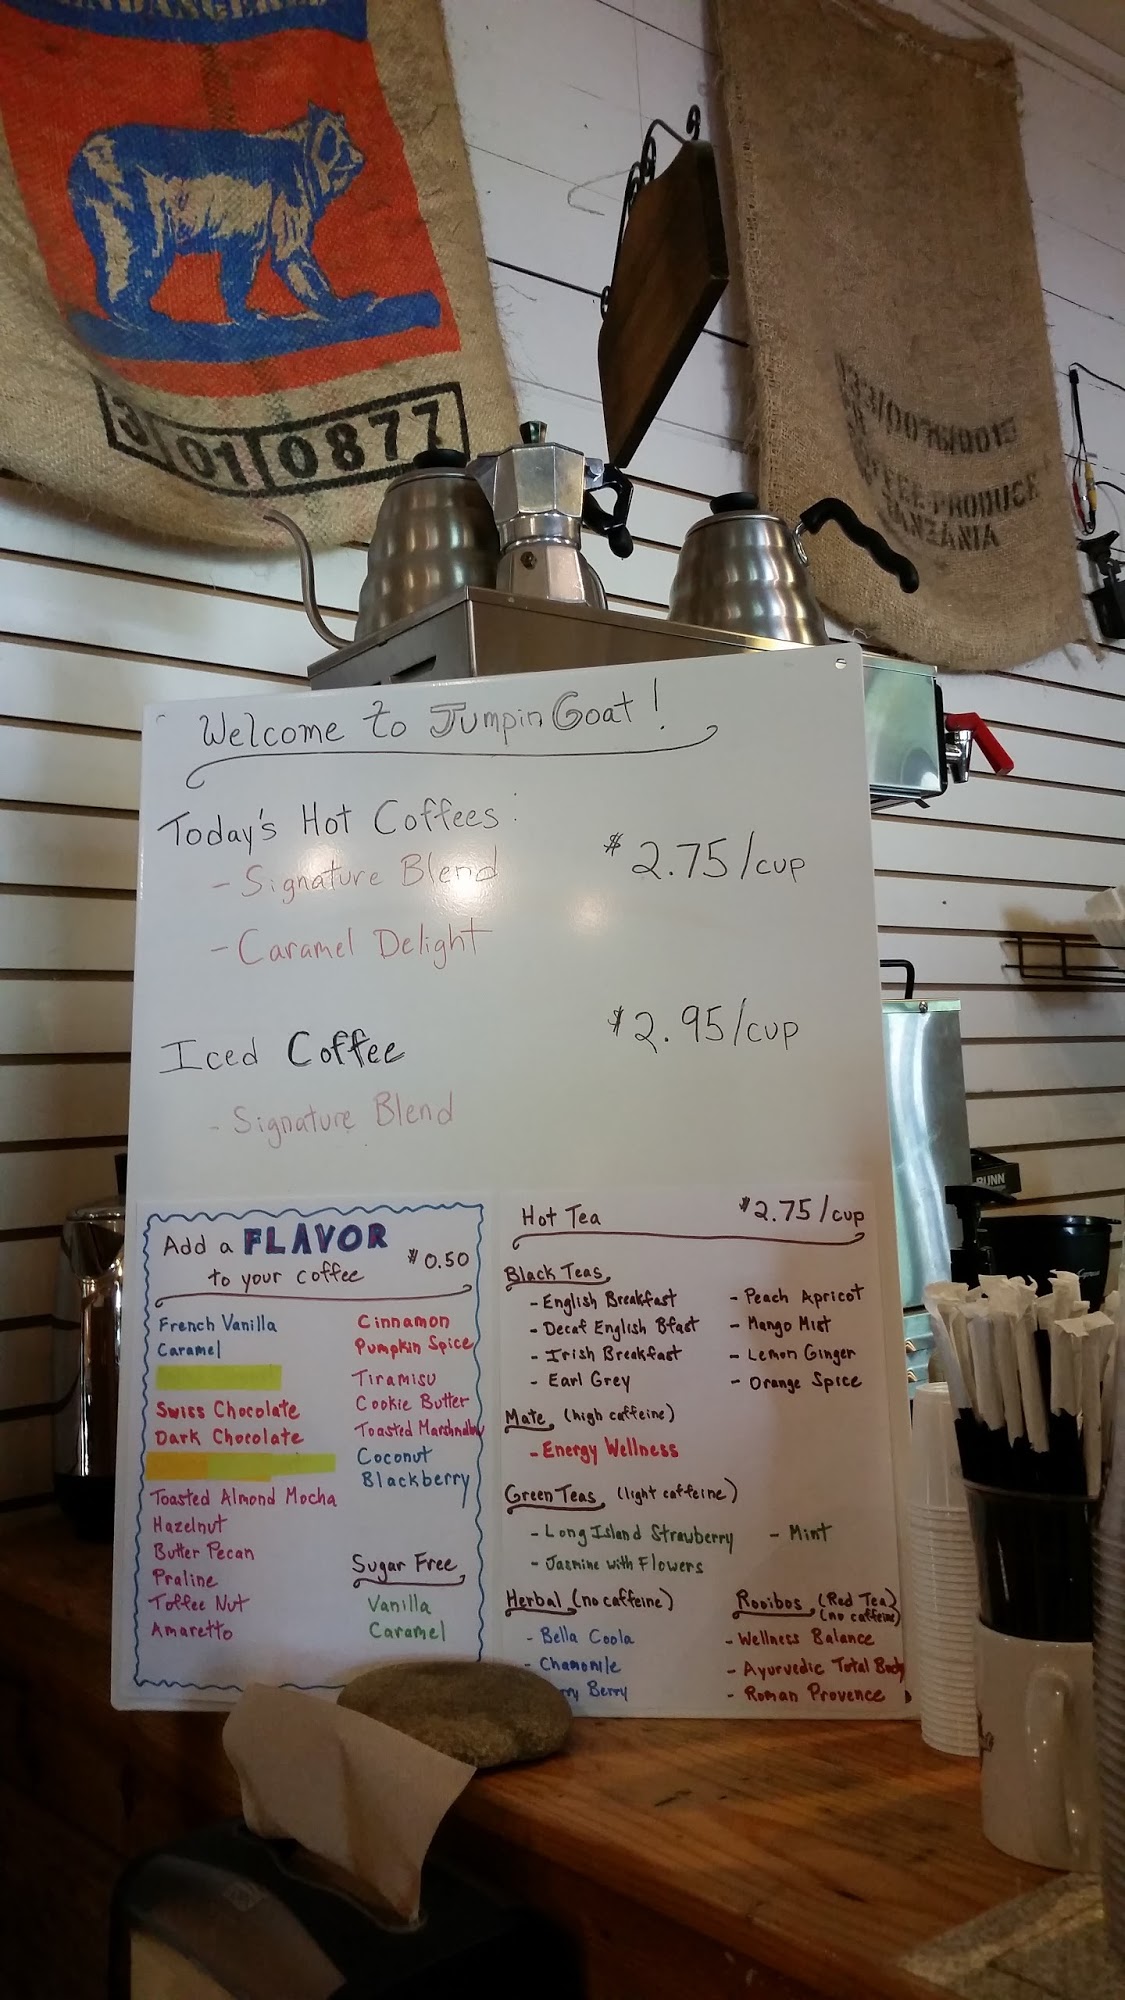 ENDANGERED
301 0877
COFFEE PRODUCE
TANZANIA
Welcome to Jumpin Goat!
Today's Hot Coffees:
$2.75/cup
- Signature Blend
- Caramel Delight
Iced Coffee
$2.95/cup
- Signature Blend
BUNN
Add a FLAVOR
to your coffee
$0.50
French Vanilla
Caramel
Swiss Chocolate
Dark Chocolate
Toasted Almond Mocha
Hazelnut
Butter Pecan
Praline
Toffee Nut
Amaretto
Cinnamon
Pumpkin Spice
Tiramisu
Cookie Butter
Toasted Marshmallow
Coconut
Blackberry
Sugar Free
Vanilla
Caramel
Hot Tea
$2.75/cup
Black Teas
- English Breakfast
- Decaf English Bfast
- Irish Breakfast
- Earl Grey
- Peach Apricot
- Mango Mist
- Lemon Ginger
- Orange Spice
Mate (high caffeine)
- Energy Wellness
Green Teas (light caffeine)
- Long Island Strawberry
- Jasmine with Flowers
- Mint
Herbal (no caffeine)
- Bella Coola
- Chamomile
Berry
Rooibos (Red Tea)
(no caffeine)
- Wellness Balance
- Ayurvedic Total Body
- Roman Provence